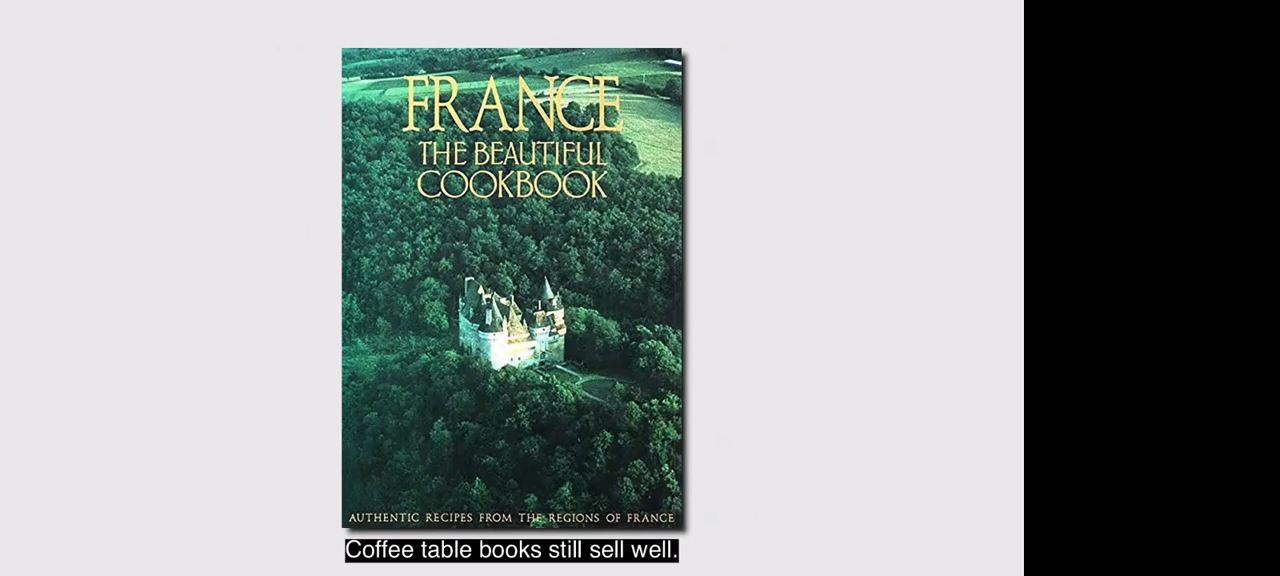 FRANCE
THE BEAUTIFUL
COOKBOOK
AUTHENTIC RECIPES FROM THE REGIONS OF FRANCE
Coffee table books still sell well.